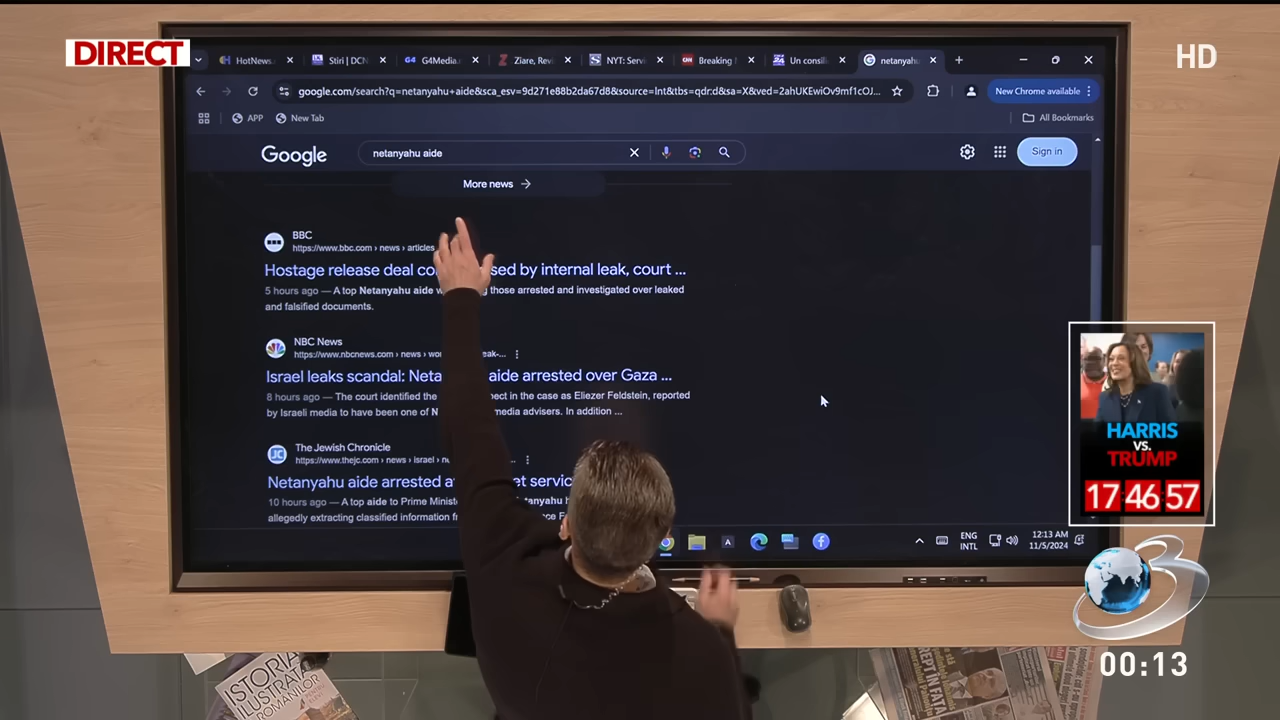 DIRECT
HD
HotNews.
Stiri | DCN
G4Media.
Ziare, Revi
NYT: Servi
Breaking N
Un consili
netanyahu
google.com/search?q=netanyahu+aide&sca_esv=9d271e88b2da67d8&source=lnt&tbs=qdr:d&sa=X&ved=2ahUKEwiOv9mf1cOJ...
New Chrome available
APP
New Tab
All Bookmarks
Google
netanyahu aide
Sign in
More news →
BBC
https://www.bbc.com › news › articles
Hostage release deal co sed by internal leak, court ...
5 hours ago — A top Netanyahu aide w g those arrested and investigated over leaked
and falsified documents.
NBC News
https://www.nbcnews.com › news › wor eak-...
Israel leaks scandal: Neta aide arrested over Gaza ...
8 hours ago — The court identified the pect in the case as Eliezer Feldstein, reported
by Israeli media to have been one of N media advisers. In addition ...
The Jewish Chronicle
https://www.thejc.com › news › Israel › n ...
Netanyahu aide arrested a et servic
10 hours ago — A top aide to Prime Ministe tanyahu h
allegedly extracting classified information f ce F
ENG
INTL
12:13 AM
11/5/2024
HARRIS
VS.
TRUMP
17 46 57
3
00:13
ISTORIA
ILUSTRATĂ
ROMÂNILOR